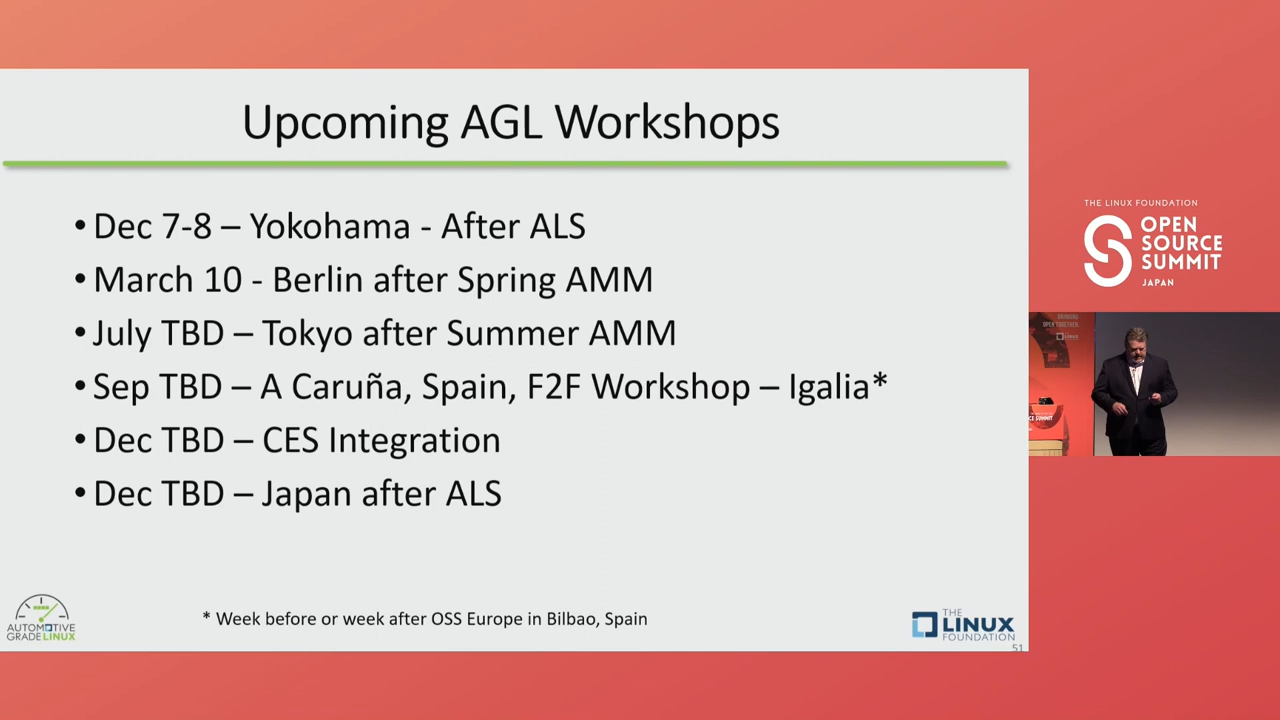 Upcoming AGL Workshops
• Dec 7-8 – Yokohama - After ALS
• March 10 - Berlin after Spring AMM
• July TBD – Tokyo after Summer AMM
• Sep TBD – A Caruña, Spain, F2F Workshop – Igalia*
• Dec TBD – CES Integration
• Dec TBD – Japan after ALS
* Week before or week after OSS Europe in Bilbao, Spain
AUTOMOTIVE
GRADE LINUX
THE
LINUX
FOUNDATION
51
THE LINUX FOUNDATION
OPEN
SOURCE
SUMMIT
JAPAN
OPEN TOGETHER.